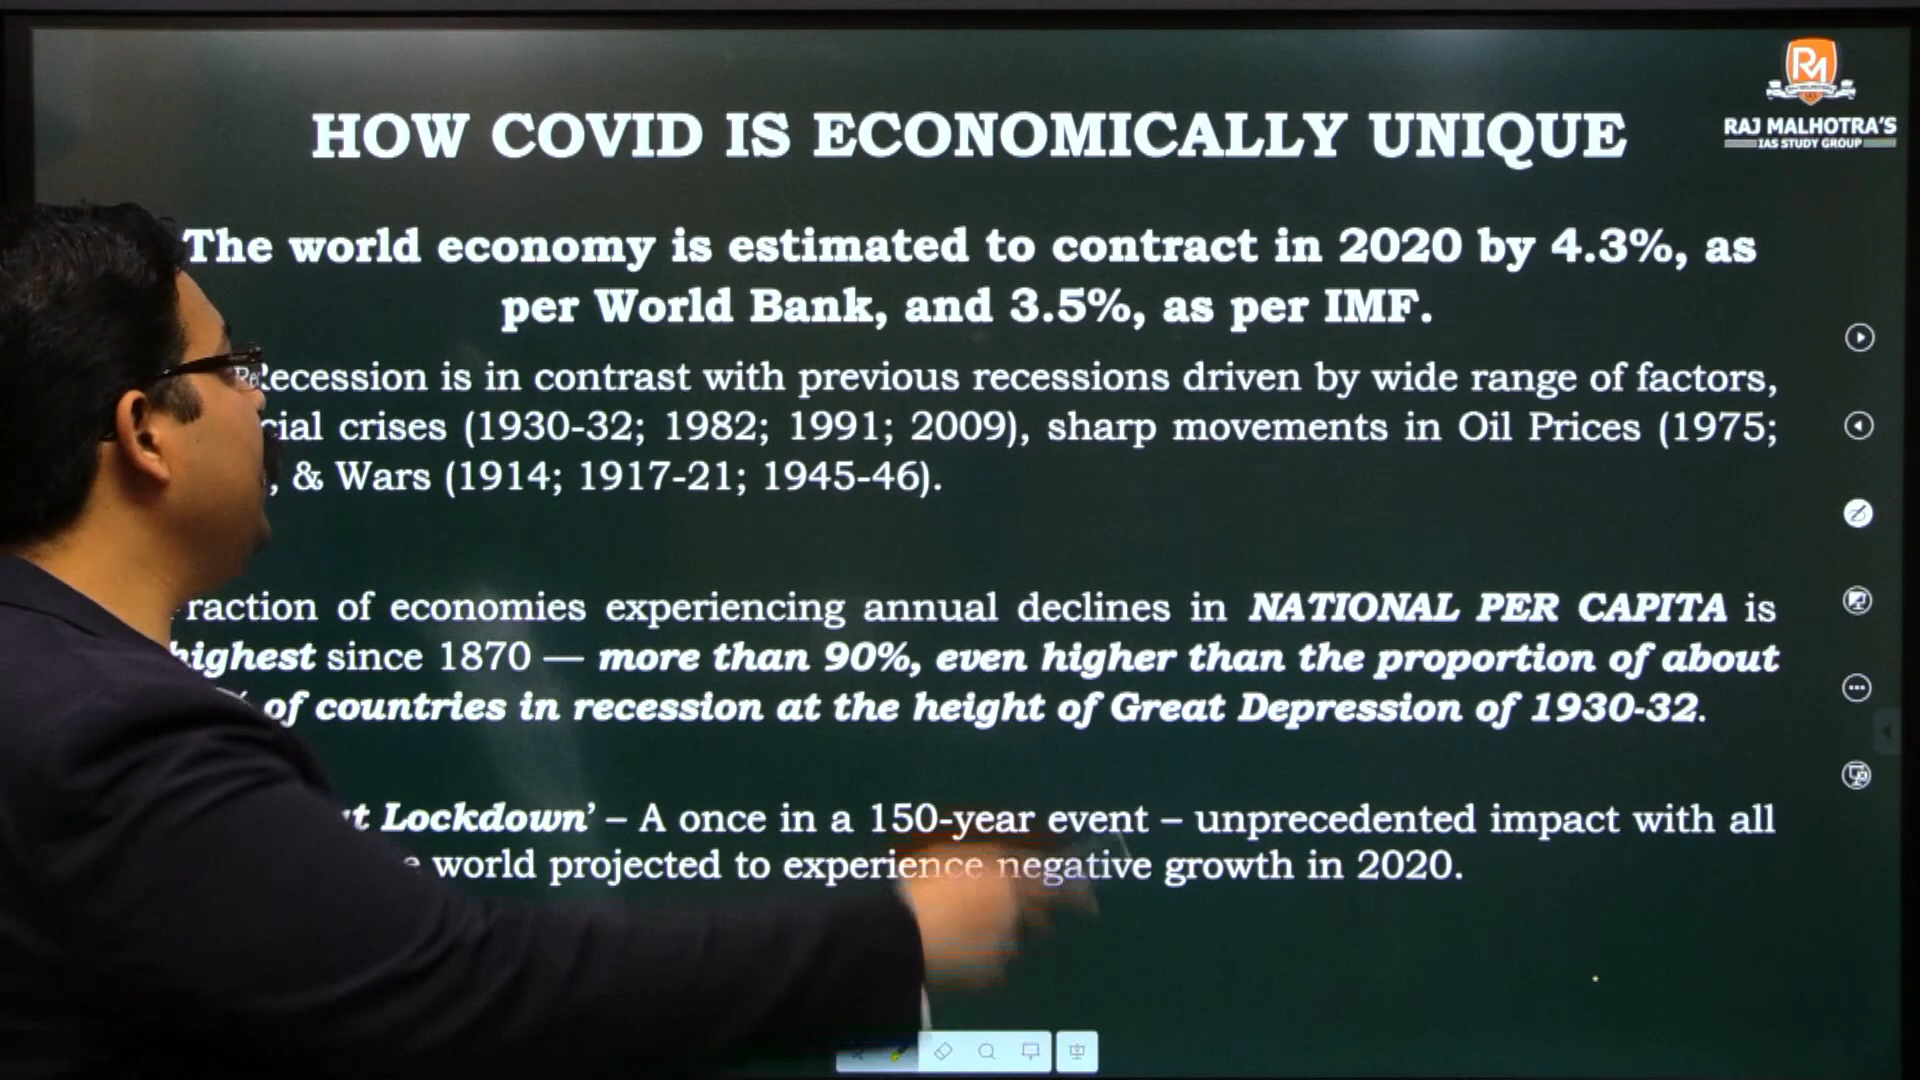 RAJ MALHOTRA'S
IAS STUDY GROUP
HOW COVID IS ECONOMICALLY UNIQUE
The world economy is estimated to contract in 2020 by 4.3%, as
per World Bank, and 3.5%, as per IMF.
Recession is in contrast with previous recessions driven by wide range of factors,
crises (1930-32; 1982; 1991; 2009), sharp movements in Oil Prices (1975;
, & Wars (1914; 1917-21; 1945-46).
of economies experiencing annual declines in NATIONAL PER CAPITA is
highest since 1870 — more than 90%, even higher than the proportion of about
% of countries in recession at the height of Great Depression of 1930-32.
Lockdown' – A once in a 150-year event – unprecedented impact with all
world projected to experience negative growth in 2020.